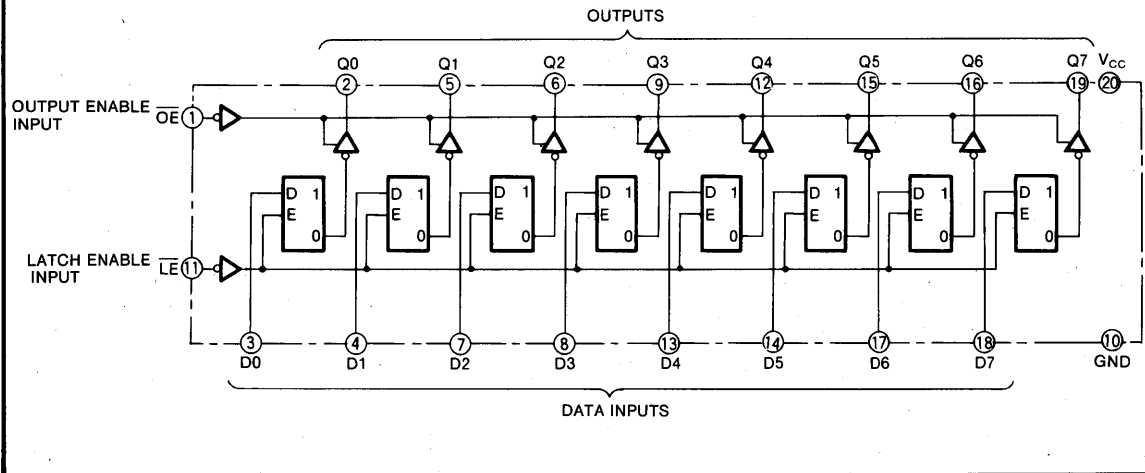 OUTPUTS
Q0 Q1 Q2 Q3 Q4 Q5 Q6 Q7 VCC
2 5 6 9 12 15 16 19 20
OUTPUT ENABLE
INPUT
OE 1
D 1 D 1 D 1 D 1 D 1 D 1 D 1 D 1
E E E E E E E E
0 0 0 0 0 0 0 0
LATCH ENABLE
INPUT
LE 11
3 4 7 8 13 14 17 18 10
D0 D1 D2 D3 D4 D5 D6 D7 GND
DATA INPUTS